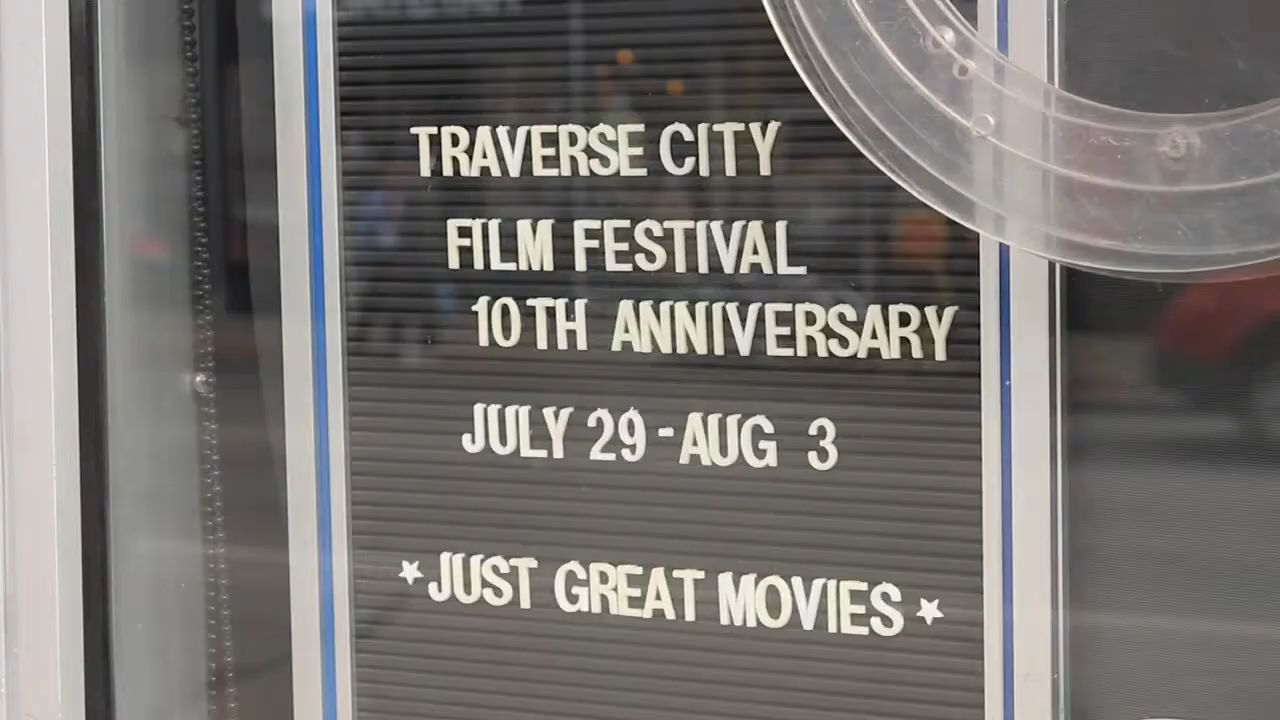 TRAVERSE CITY
FILM FESTIVAL
10TH ANNIVERSARY
JULY 29 - AUG 3
★ JUST GREAT MOVIES ★